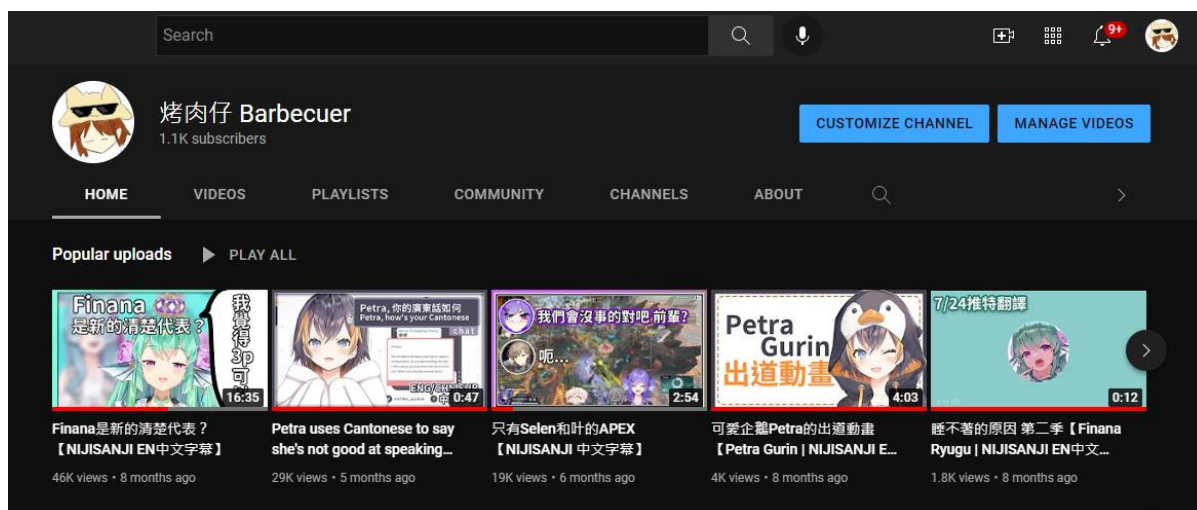 Search
9+
烤肉仔 Barbecuer
1.1K subscribers
CUSTOMIZE CHANNEL
MANAGE VIDEOS
HOME
VIDEOS
PLAYLISTS
COMMUNITY
CHANNELS
ABOUT
Popular uploads
PLAY ALL
Finana
是新的清楚代表?
我覺得3p可
16:35
Petra, 你的廣東話如何
Petra, how's your Cantonese
chat
0:47
我們會沒事的對吧 前輩?
呃...
2:54
Petra
Gurin
出道動畫
4:03
7/24推特翻譯
0:12
Finana是新的清楚代表?
【NIJISANJI EN中文字幕】
46K views • 8 months ago
Petra uses Cantonese to say
she's not good at speaking...
29K views • 5 months ago
只有Selen和叶的APEX
【NIJISANJI 中文字幕】
19K views • 6 months ago
可愛企鵝Petra的出道動畫
【Petra Gurin | NIJISANJI E...
4K views • 8 months ago
睡不著的原因 第二季【Finana
Ryugu | NIJISANJI EN中文...
1.8K views • 8 months ago